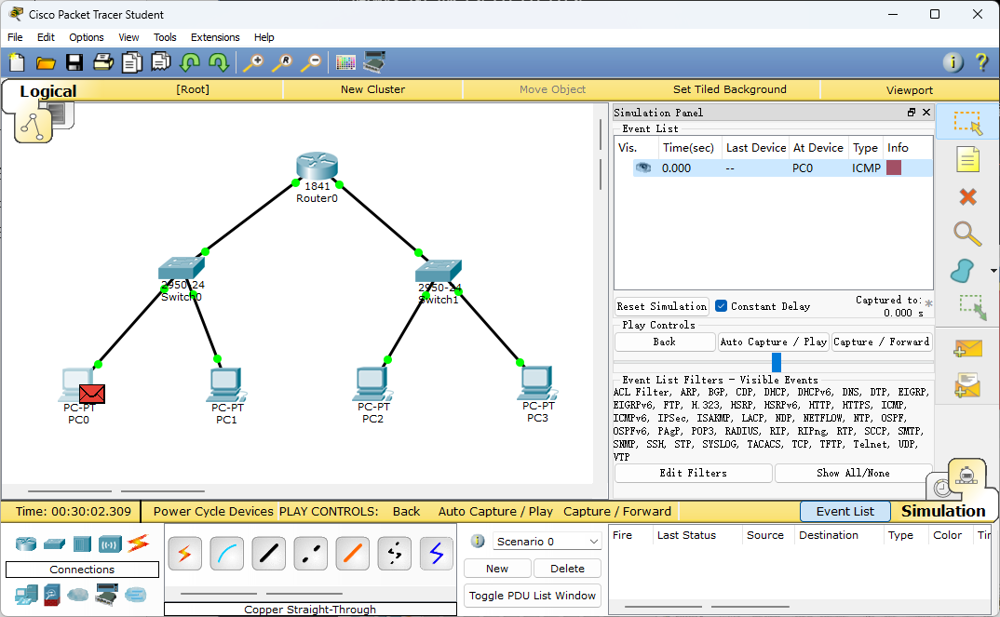 Cisco Packet Tracer Student
File Edit Options View Tools Extensions Help
Logical [Root] New Cluster Move Object Set Tiled Background Viewport
1841
Router0
2950-24
Switch0
2950-24
Switch1
PC-PT
PC0
PC-PT
PC1
PC-PT
PC2
PC-PT
PC3
Simulation Panel
Event List
Vis. Time(sec) Last Device At Device Type Info
0.000 -- PC0 ICMP
Reset Simulation Constant Delay Captured to: *
0.000 s
Play Controls
Back Auto Capture / Play Capture / Forward
Event List Filters - Visible Events
ACL Filter, ARP, BGP, CDP, DHCP, DHCPv6, DNS, DTP, EIGRP,
EIGRPv6, FTP, H.323, HSRP, HSRPv6, HTTP, HTTPS, ICMP,
ICMPv6, IPSec, ISAKMP, LACP, NDP, NETFLOW, NTP, OSPF,
OSPFv6, PAgP, POP3, RADIUS, RIP, RIPng, RTP, SCCP, SMTP,
SNMP, SSH, STP, SYSLOG, TACACS, TCP, TFTP, Telnet, UDP,
VTP
Edit Filters Show All/None
Time: 00:30:02.309 Power Cycle Devices PLAY CONTROLS: Back Auto Capture / Play Capture / Forward Event List Simulation
Connections
Copper Straight-Through
Scenario 0
New Delete
Toggle PDU List Window
Fire Last Status Source Destination Type Color Tir